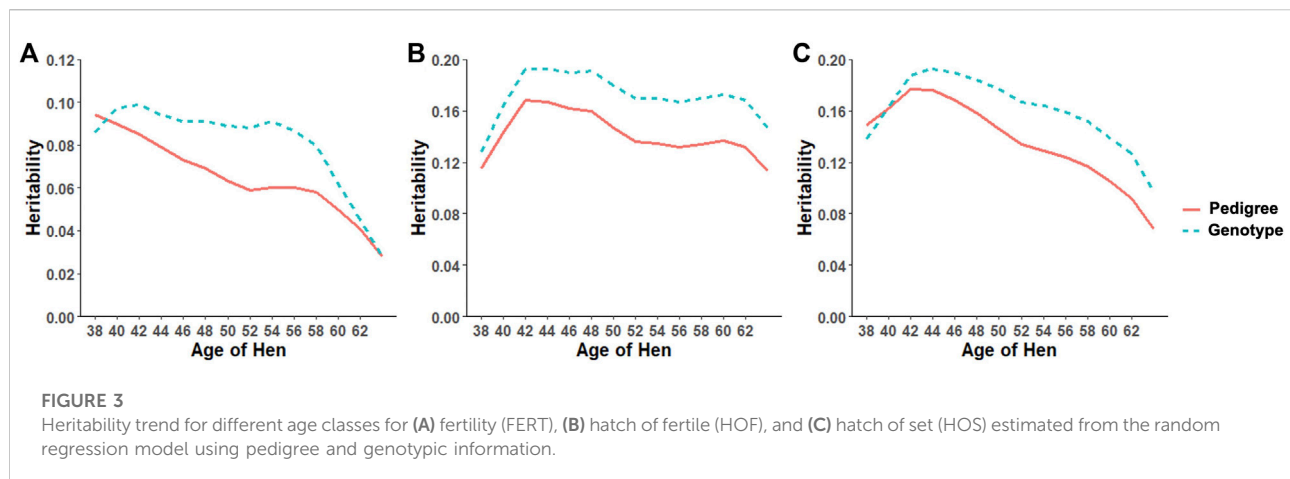 A
0.12
0.10
0.08
0.06
0.04
0.02
0.00
Heritability
38 40 42 44 46 48 50 52 54 56 58 60 62
Age of Hen
B
0.20
0.16
0.12
0.08
0.04
0.00
Heritability
38 40 42 44 46 48 50 52 54 56 58 60 62
Age of Hen
C
0.20
0.16
0.12
0.08
0.04
0.00
Heritability
38 40 42 44 46 48 50 52 54 56 58 60 62
Age of Hen
Pedigree
Genotype
FIGURE 3
Heritability trend for different age classes for (A) fertility (FERT), (B) hatch of fertile (HOF), and (C) hatch of set (HOS) estimated from the random
regression model using pedigree and genotypic information.